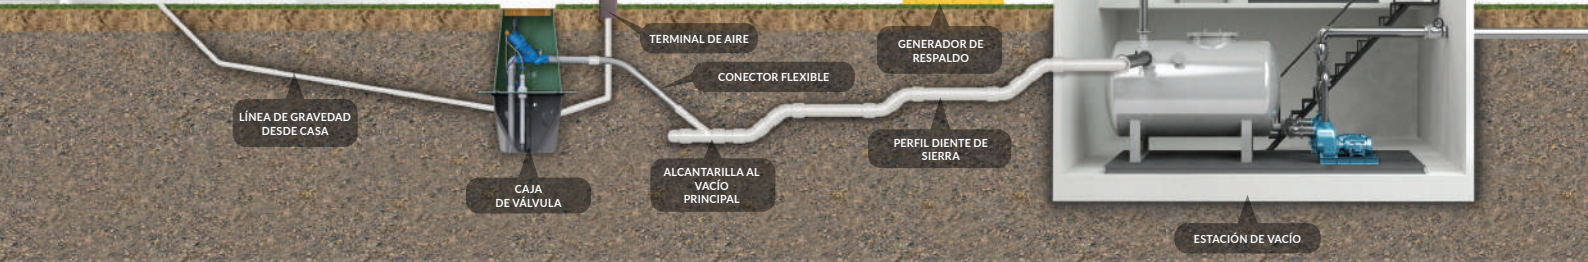 TERMINAL DE AIRE
GENERADOR DE
RESPALDO
CONECTOR FLEXIBLE
LÍNEA DE GRAVEDAD
DESDE CASA
PERFIL DIENTE DE
SIERRA
ALCANTARILLA AL
VACÍO
PRINCIPAL
CAJA
DE VÁLVULA
ESTACIÓN DE VACÍO